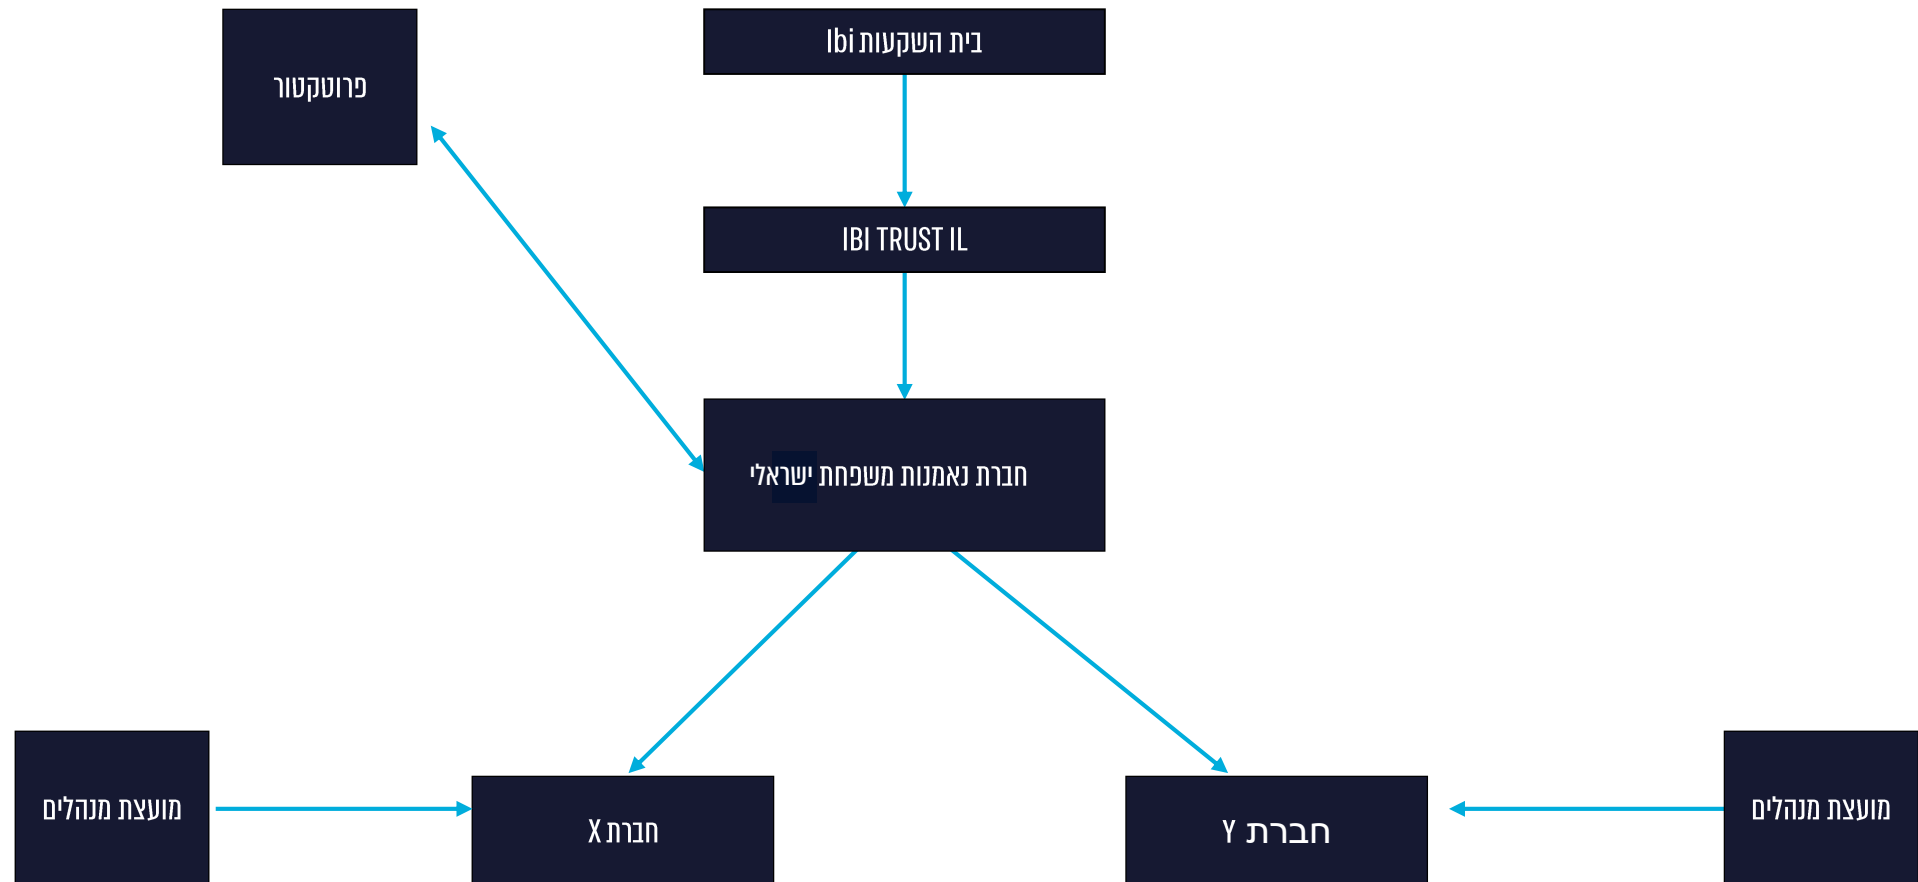 בית השקעות Ibi
פרוטקטור
IBI TRUST IL
חברת נאמנות משפחת ישראלי
מועצת מנהלים
חברת X
חברת Y
מועצת מנהלים